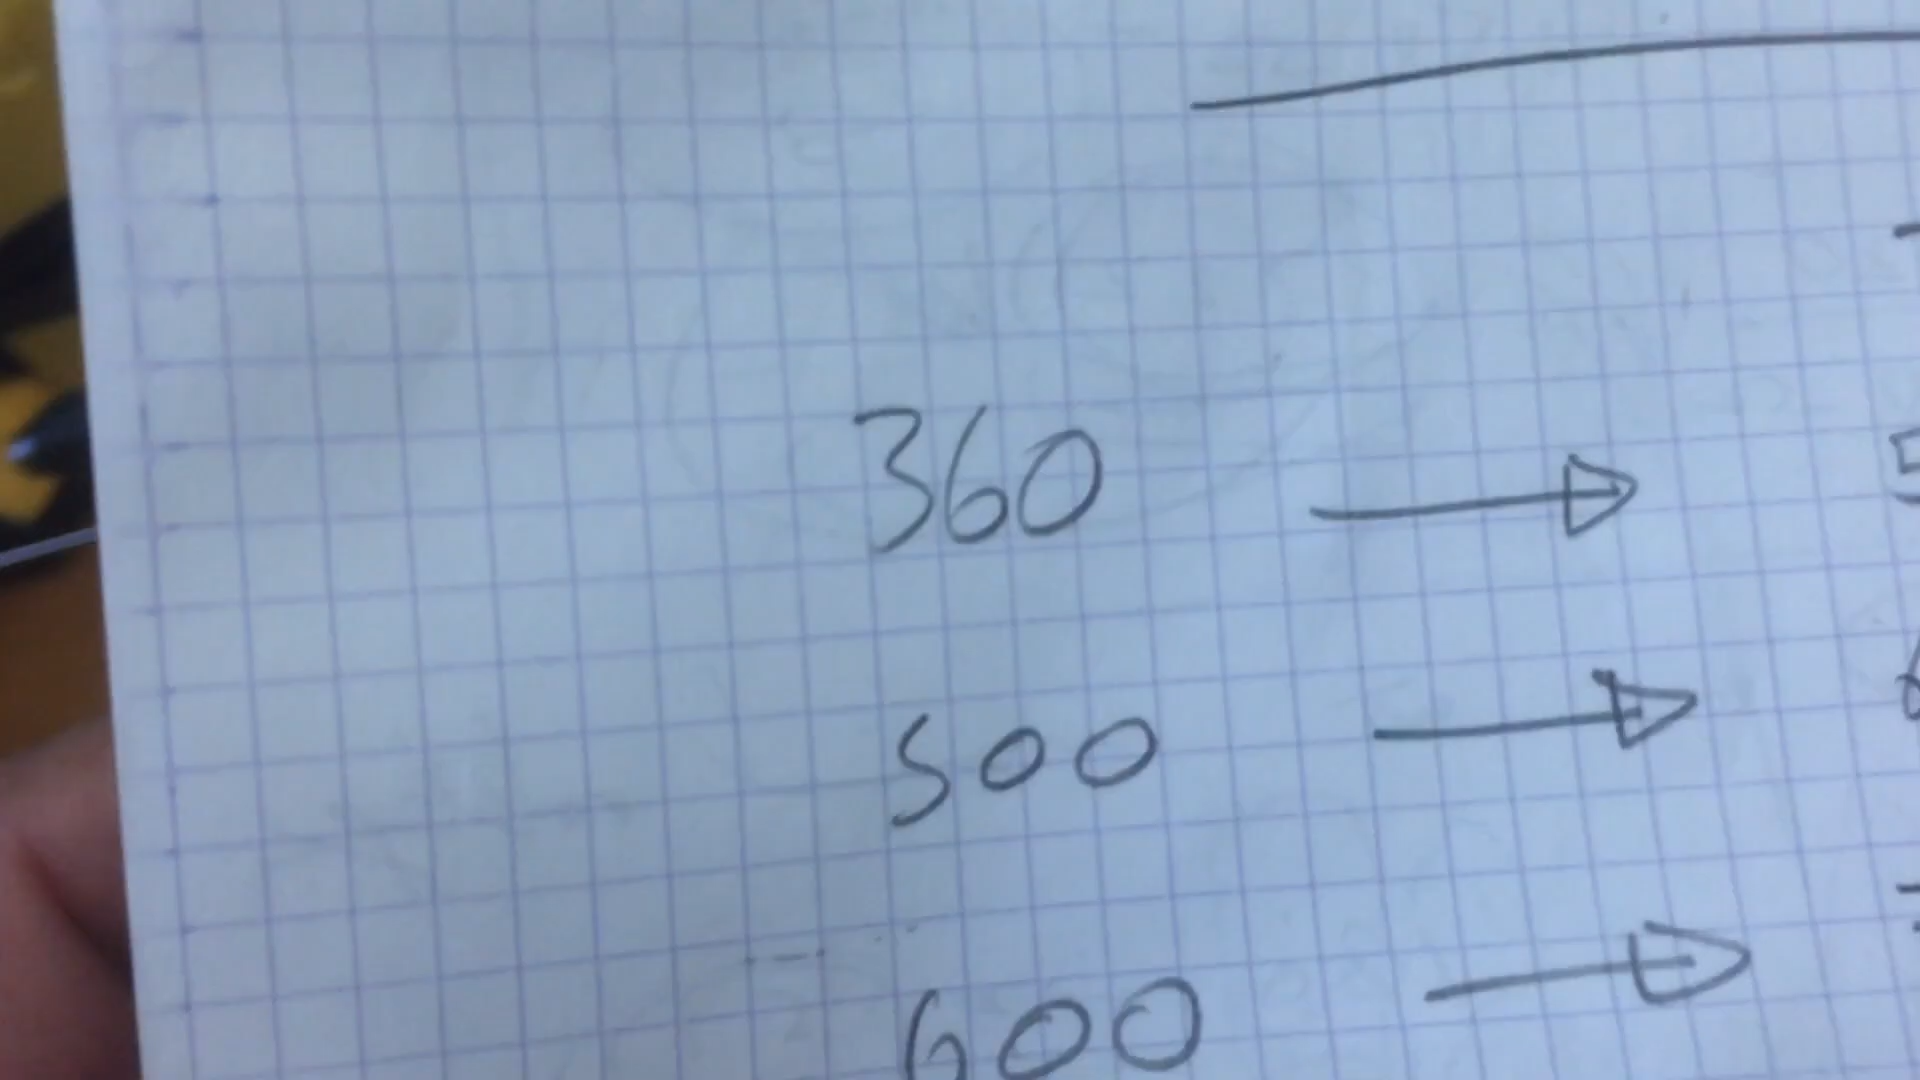 360 →
500 →
600 →